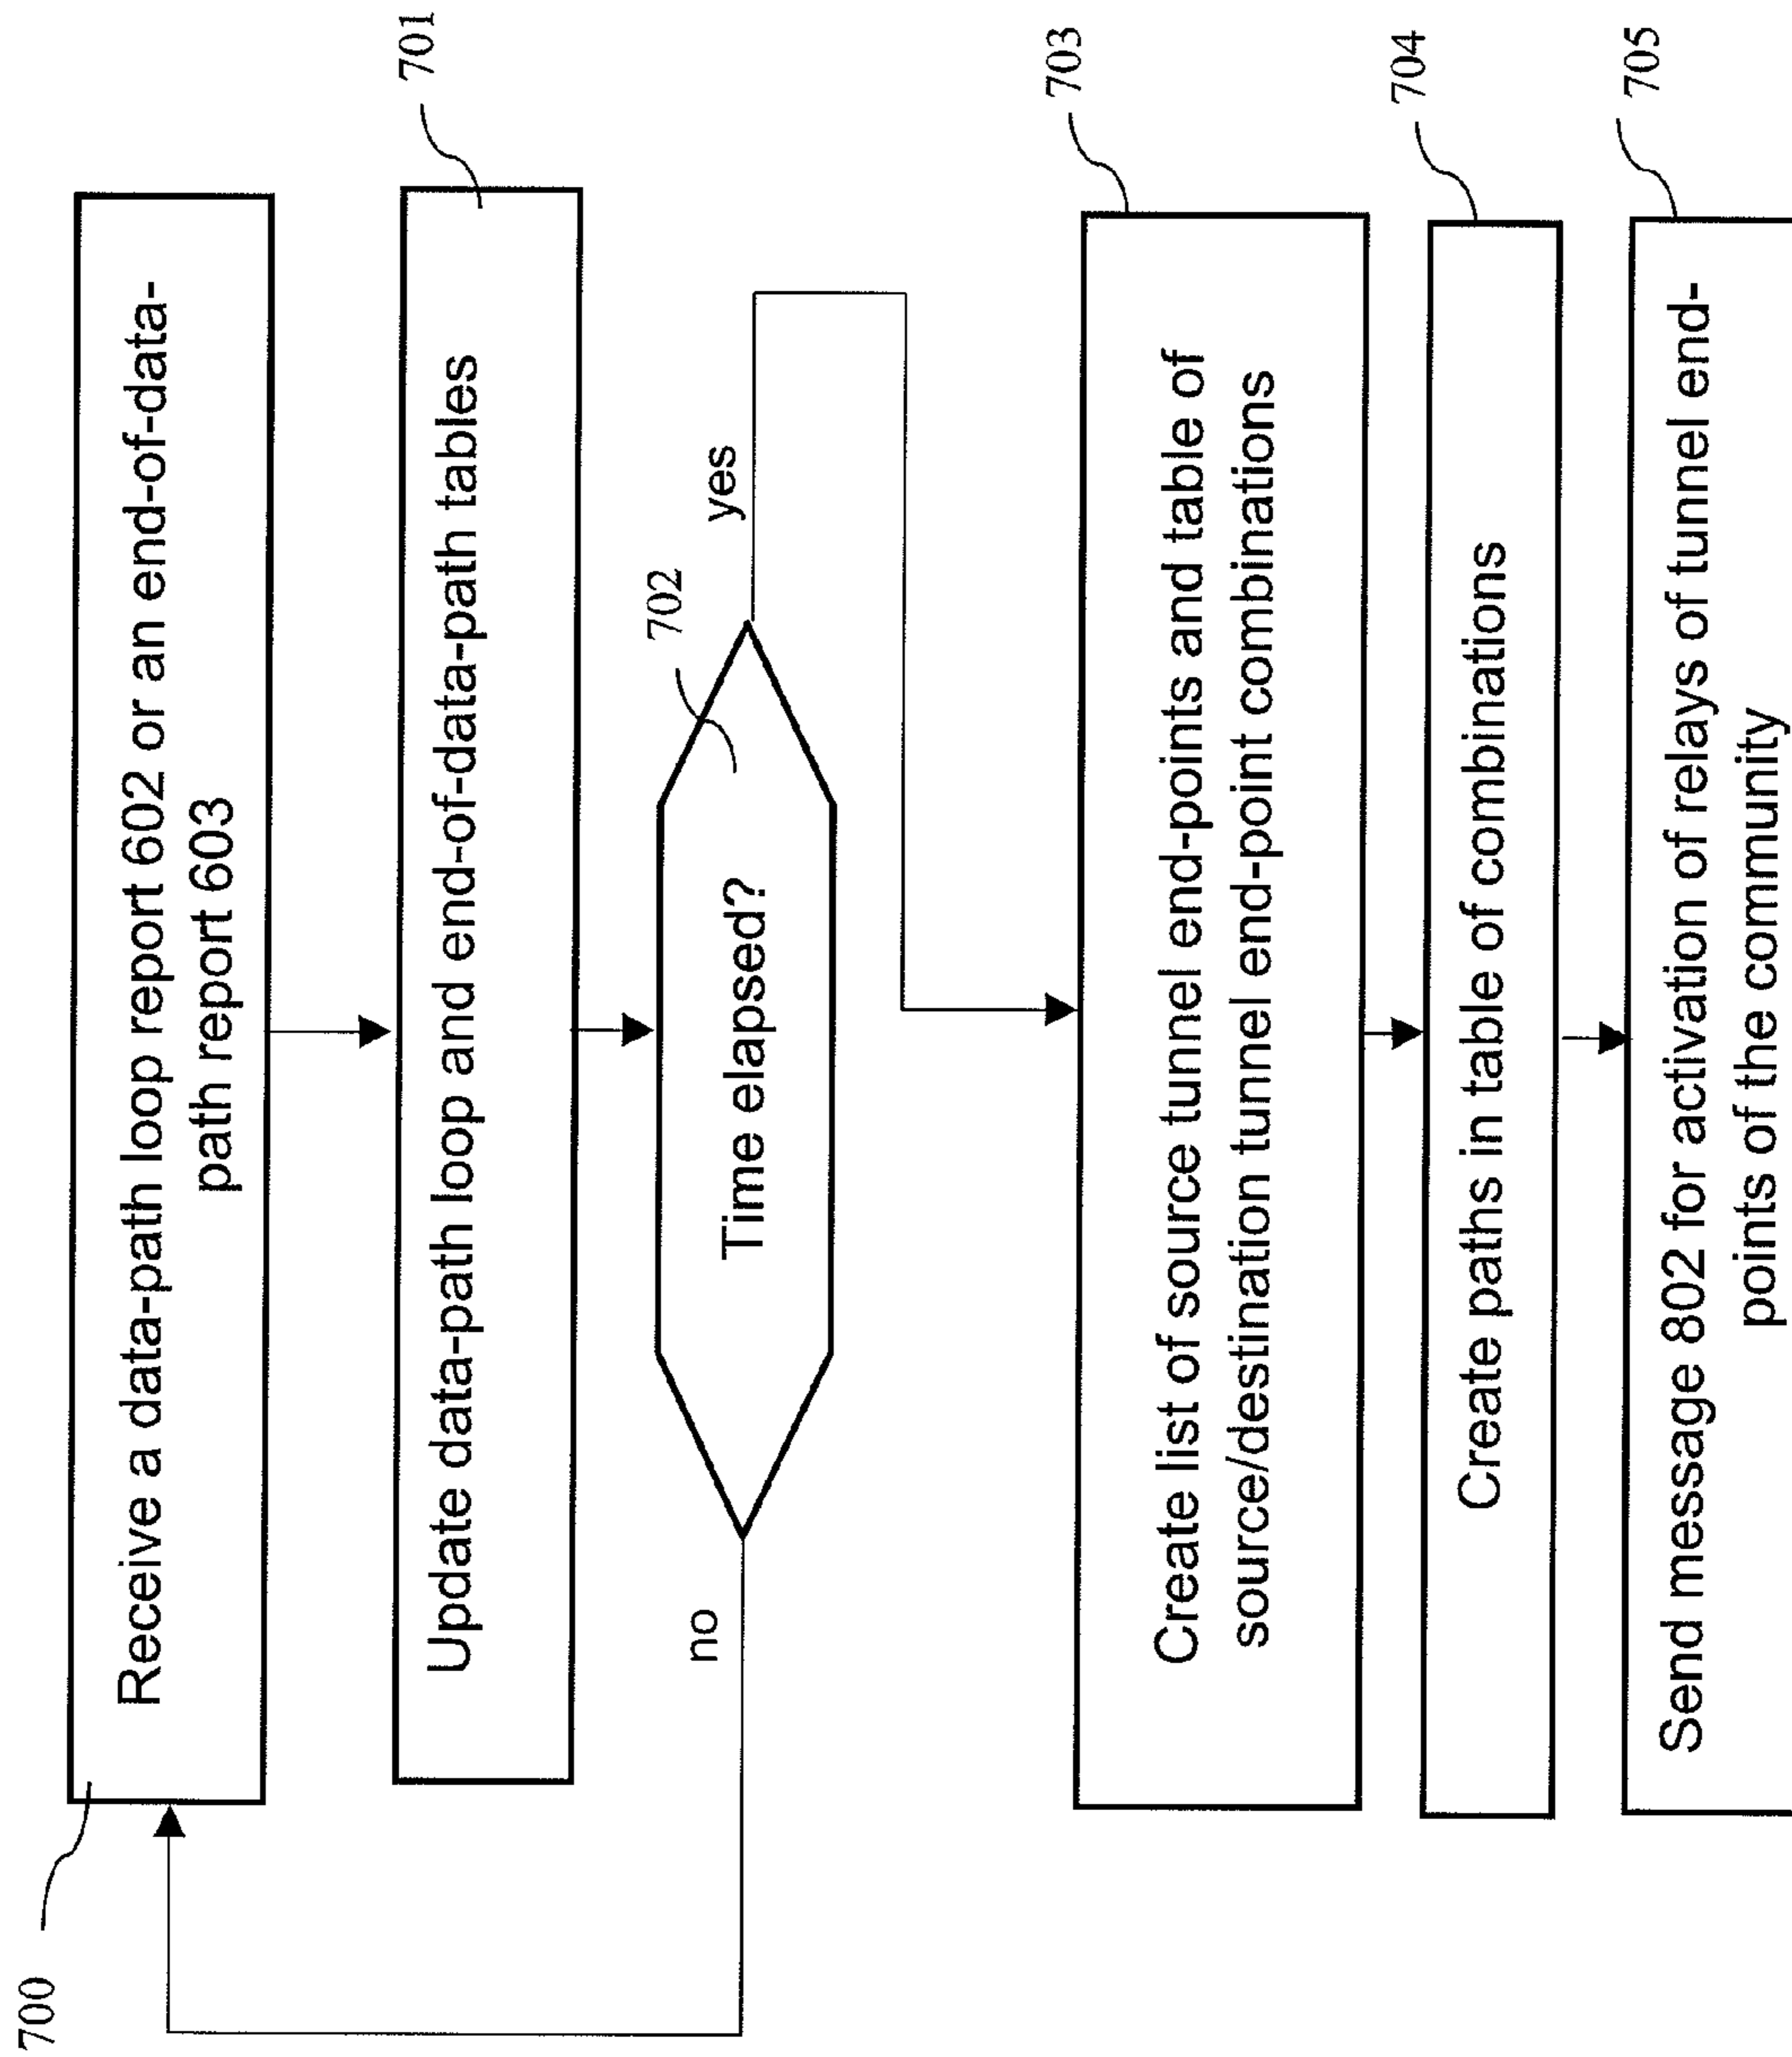 700
Receive a data-path loop report 602 or an end-of-data-
path report 603
701
Update data-path loop and end-of-data-path tables
702
Time elapsed?
no
yes
703
Create list of source tunnel end-points and table of
source/destination tunnel end-point combinations
704
Create paths in table of combinations
705
Send message 802 for activation of relays of tunnel end-
points of the community